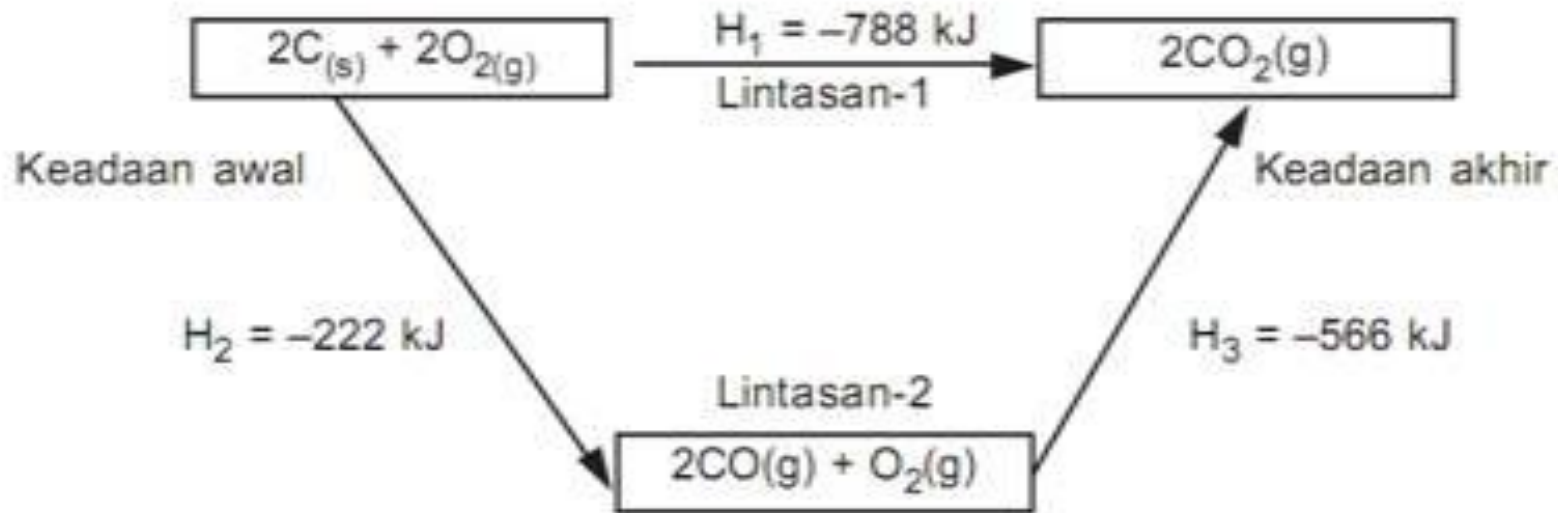 2C(s) + 2O2(g)
H1 = –788 kJ
Lintasan-1
2CO2(g)
Keadaan awal
Keadaan akhir
H2 = –222 kJ
H3 = –566 kJ
Lintasan-2
2CO(g) + O2(g)